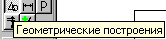 Р
Геометрические построения